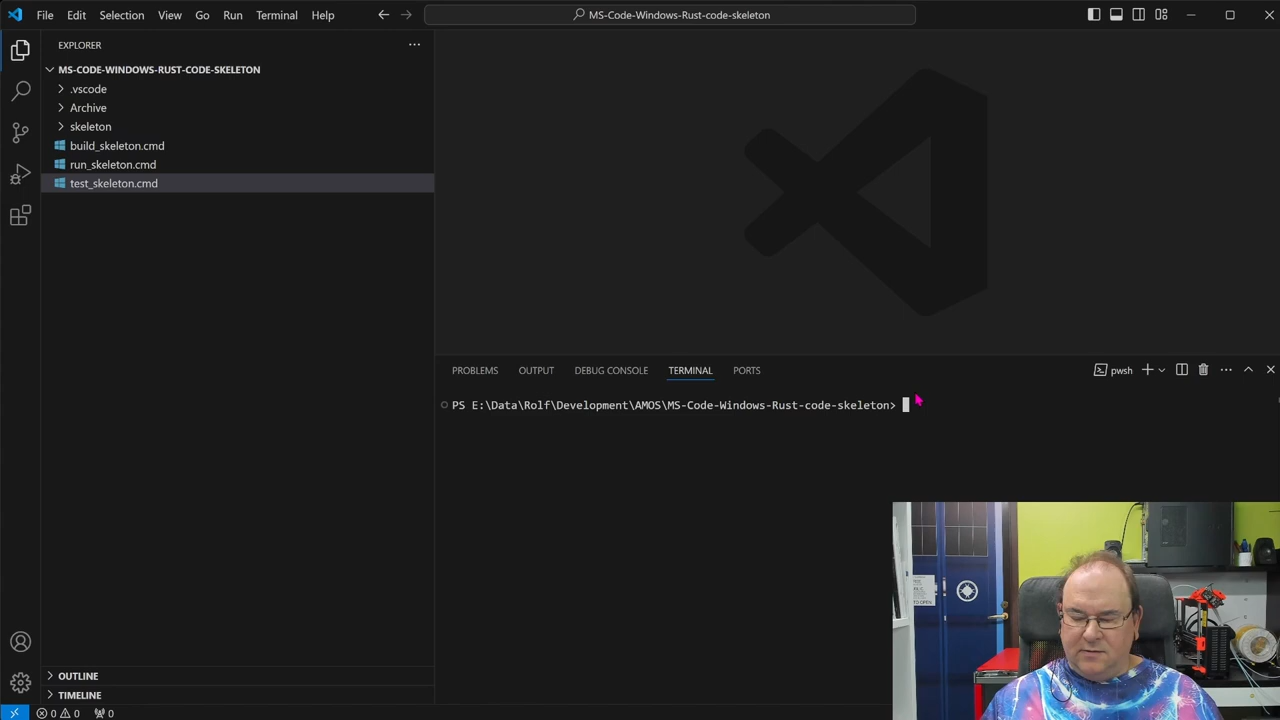 File Edit Selection View Go Run Terminal Help
MS-Code-Windows-Rust-code-skeleton
EXPLORER
MS-CODE-WINDOWS-RUST-CODE-SKELETON
.vscode
Archive
skeleton
build_skeleton.cmd
run_skeleton.cmd
test_skeleton.cmd
PROBLEMS OUTPUT DEBUG CONSOLE TERMINAL PORTS
pwsh
PS E:\Data\Rolf\Development\AMOS\MS-Code-Windows-Rust-code-skeleton>
OUTLINE
TIMELINE
0 0 0